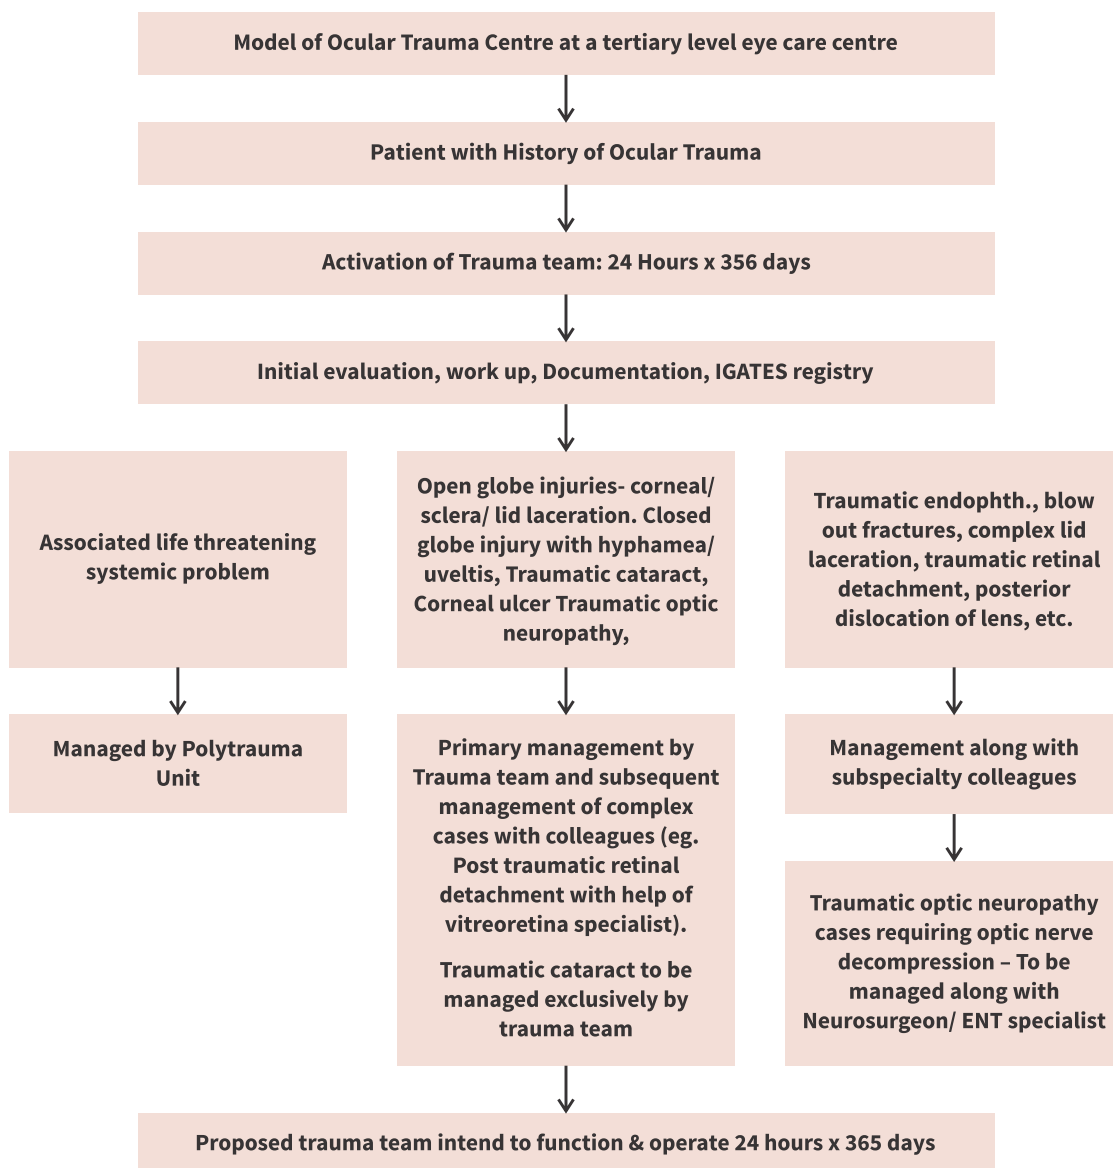 Model of Ocular Trauma Centre at a tertiary level eye care centre
Patient with History of Ocular Trauma
Activation of Trauma team: 24 Hours x 356 days
Initial evaluation, work up, Documentation, IGATES registry
Associated life threatening
systemic problem
Managed by Polytrauma
Unit
Open globe injuries- corneal/
sclera/ lid laceration. Closed
globe injury with hyphamea/
uveltis, Traumatic cataract,
Corneal ulcer Traumatic optic
neuropathy,
Primary management by
Trauma team and subsequent
management of complex
cases with colleagues (eg.
Post traumatic retinal
detachment with help of
vitreoretina specialist).
Traumatic cataract to be
managed exclusively by
trauma team
Traumatic endophth., blow
out fractures, complex lid
laceration, traumatic retinal
detachment, posterior
dislocation of lens, etc.
Management along with
subspecialty colleagues
Traumatic optic neuropathy
cases requiring optic nerve
decompression – To be
managed along with
Neurosurgeon/ ENT specialist
Proposed trauma team intend to function & operate 24 hours x 365 days